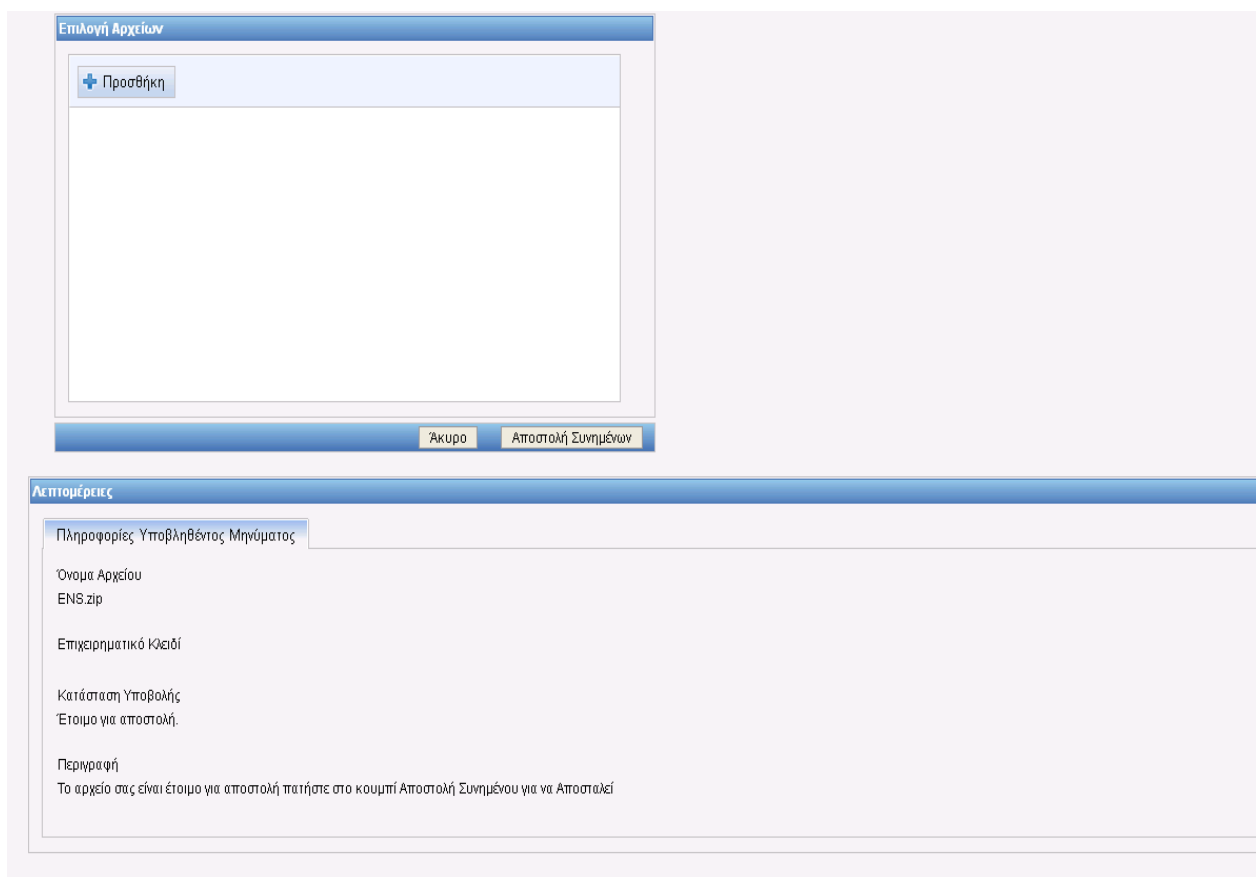 Επιλογή Αρχείων
Προσθήκη
Άκυρο Αποστολή Συνημένων
Λεπτομέρειες
Πληροφορίες Υποβληθέντος Μηνύματος
Όνομα Αρχείου
ENS.zip
Επιχειρηματικό Κλειδί
Κατάσταση Υποβολής
Έτοιμο για αποστολή.
Περιγραφή
Το αρχείο σας είναι έτοιμο για αποστολή πατήστε στο κουμπί Αποστολή Συνημένου για να Αποσταλεί